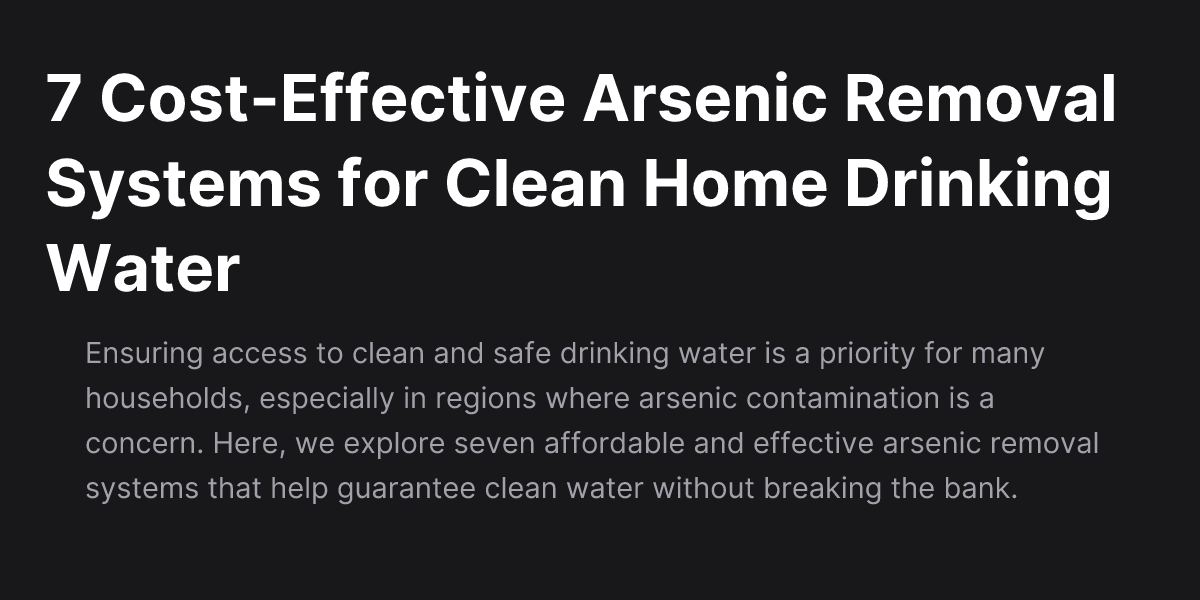 7 Cost-Effective Arsenic Removal
Systems for Clean Home Drinking
Water
Ensuring access to clean and safe drinking water is a priority for many
households, especially in regions where arsenic contamination is a
concern. Here, we explore seven affordable and effective arsenic removal
systems that help guarantee clean water without breaking the bank.